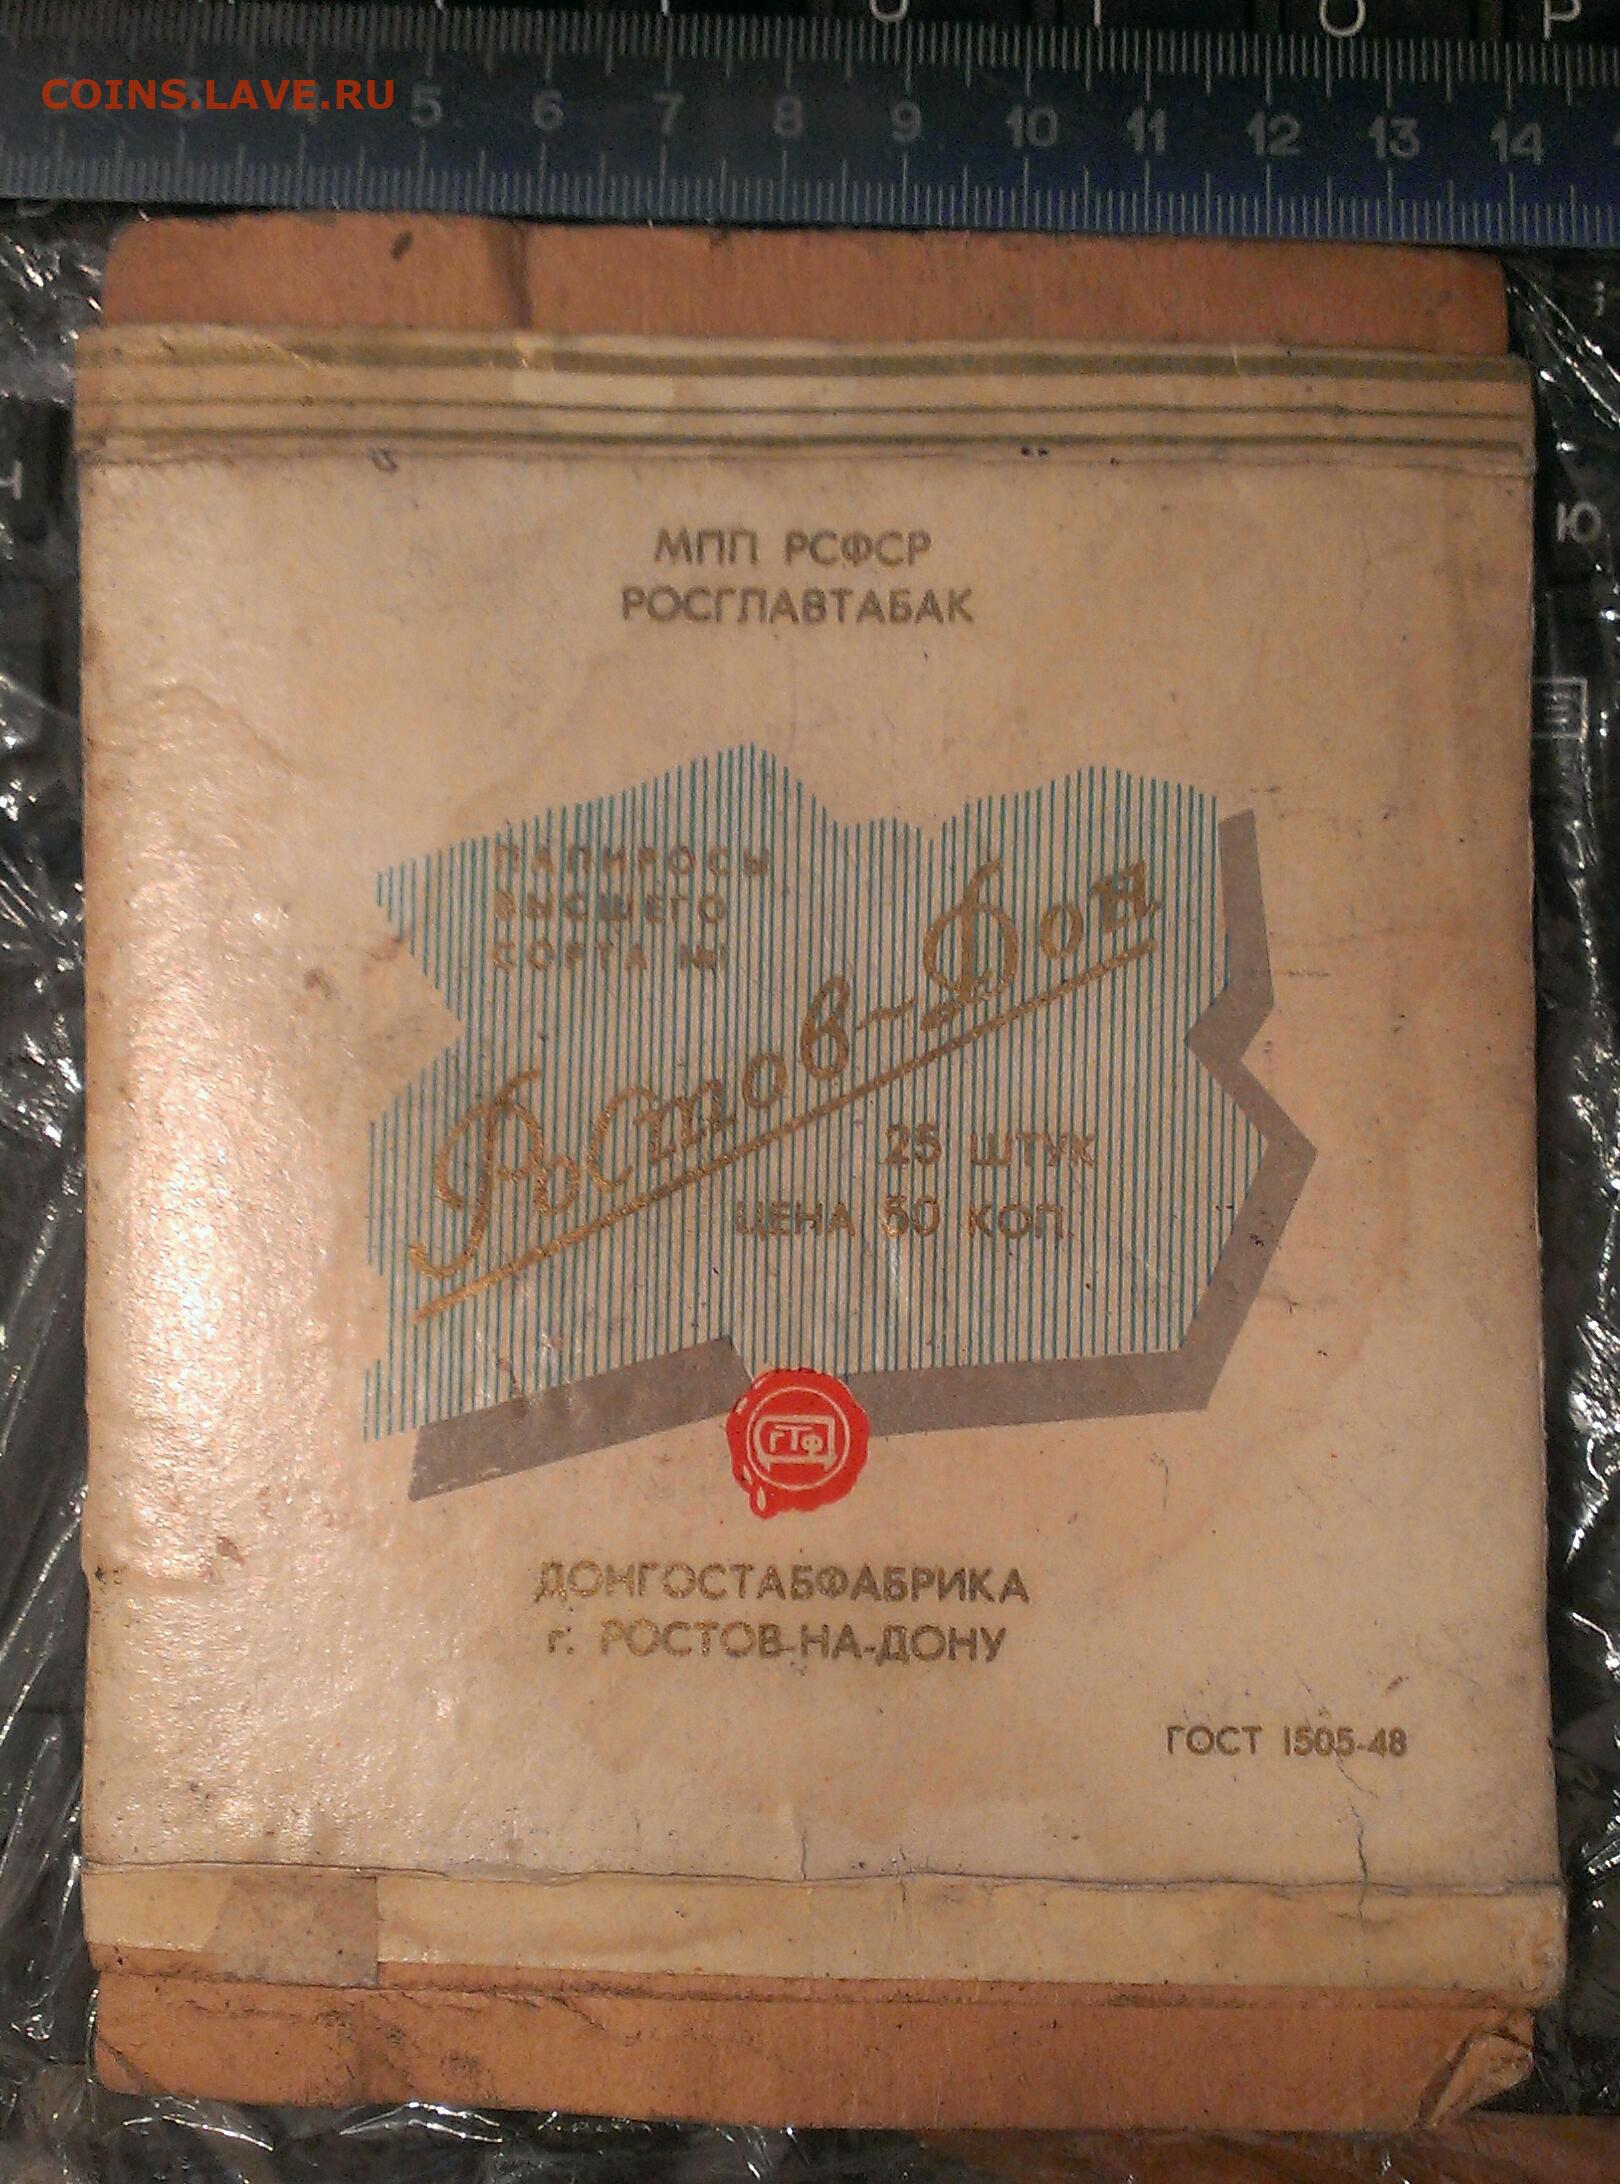 COINS.LAVE.RU
5 6 7 8 9 10 11 12 13 14
МПП РСФСР
РОСГЛАВТАБАК
ПАПИРОСЫ
ВЫСШЕГО
СОРТА №1
Ростов-Дон
25 ШТУК
ЦЕНА 50 КОП.
ГТФ
ДОНГОСТАБФАБРИКА
г. РОСТОВ-НА-ДОНУ
ГОСТ 1505-48
Ю